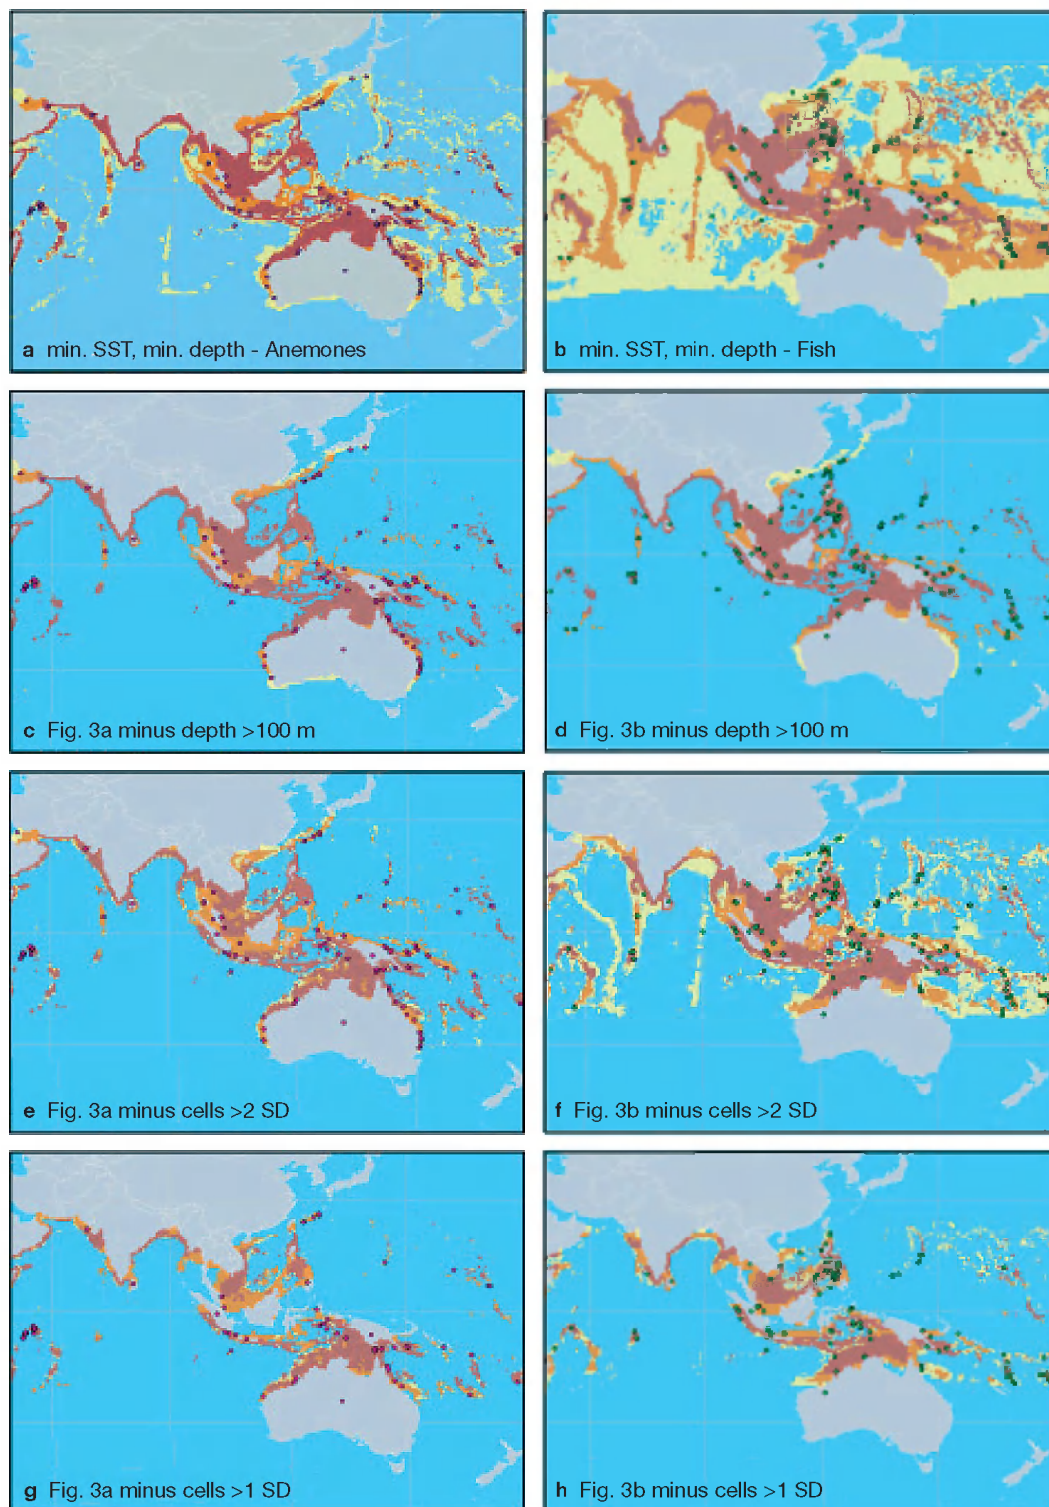 a min. SST, min. depth - Anemones
b min. SST, min. depth - Fish
c Fig. 3a minus depth >100 m
d Fig. 3b minus depth >100 m
e Fig. 3a minus cells >2 SD
f Fig. 3b minus cells >2 SD
g Fig. 3a minus cells >1 SD
h Fig. 3b minus cells >1 SD